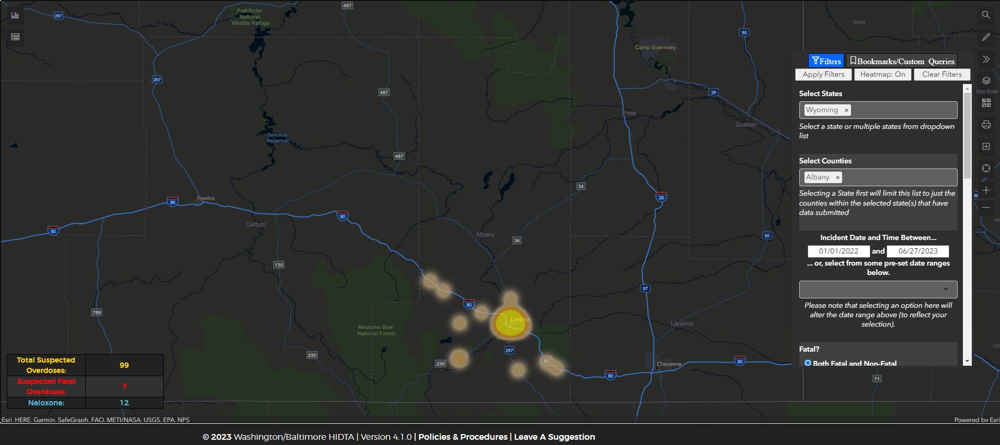 287
Pathfinder
National
Wildlife Refuge
487
85
Sioux
Camp Guernsey
287
487
26
Platte
Goshen
Seminoe
Reservoir
487
34
Rawlins
80
25
80
80
Carbon
Albany
34
85
130
87
80
789
Laramie
Medicine Bow
National Forest
Laramie
287
230
230
80
Cheyenne
80
80
71
Box Butte
85
Filters
Bookmarks/Custom Queries
Apply Filters
Heatmap: On
Clear Filters
Select States
Wyoming ×
Select a state or multiple states from dropdown
list
Select Counties
Albany ×
Selecting a State first will limit this list to just the
counties within the selected state(s) that have
data submitted
Incident Date and Time Between...
01/01/2022 and 06/27/2023
... or, select from some pre-set date ranges
below.
Please note that selecting an option here will
alter the date range above (to reflect your
selection).
Fatal?
Both Fatal and Non-Fatal
Total Suspected
Overdoses:
99
Suspected Fatal
Overdoses:
7
Naloxone:
12
Esri, HERE, Garmin, SafeGraph, FAO, METI/NASA, USGS, EPA, NPS
Powered by Esri
© 2023 Washington/Baltimore HIDTA | Version 4.1.0 | Policies & Procedures | Leave A Suggestion